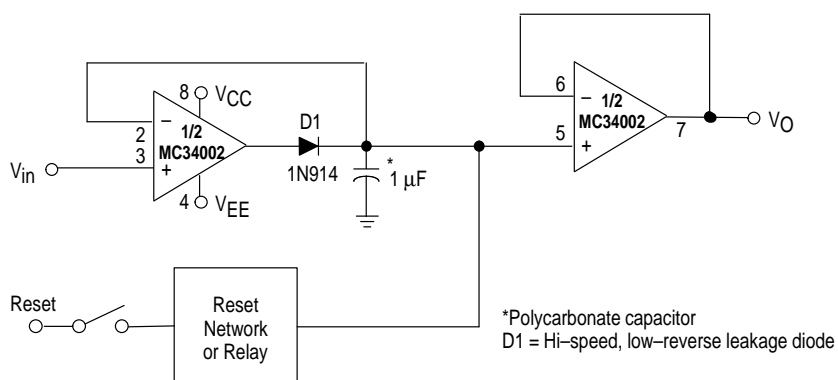 8
VCC
2
3
−
1/2
MC34002
+
Vin
4
VEE
D1
1N914
*
1 μF
6
5
−
1/2
MC34002
+
7
VO
Reset
Reset
Network
or Relay
*Polycarbonate capacitor
D1 = Hi–speed, low–reverse leakage diode